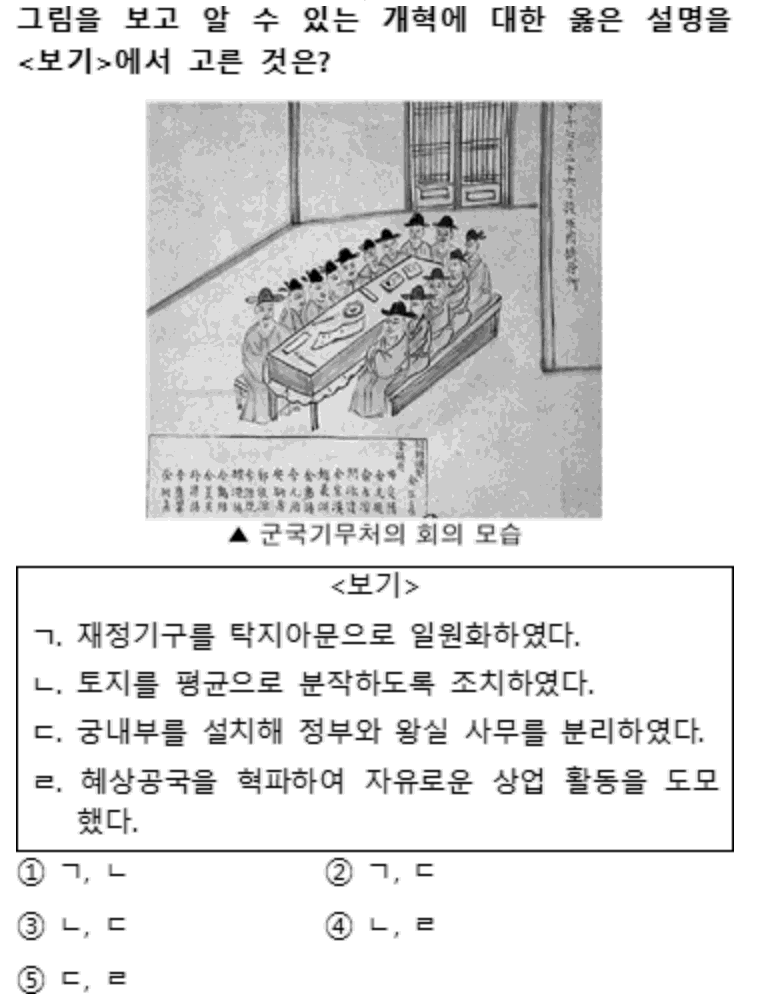 그림을 보고 알 수 있는 개혁에 대한 옳은 설명을
<보기>에서 고른 것은?
▲ 군국기무처의 회의 모습
<보기>
ㄱ. 재정기구를 탁지아문으로 일원화하였다.
ㄴ. 토지를 평균으로 분작하도록 조치하였다.
ㄷ. 궁내부를 설치해 정부와 왕실 사무를 분리하였다.
ㄹ. 혜상공국을 혁파하여 자유로운 상업 활동을 도모
했다.
① ㄱ, ㄴ
② ㄱ, ㄷ
③ ㄴ, ㄷ
④ ㄴ, ㄹ
⑤ ㄷ, ㄹ